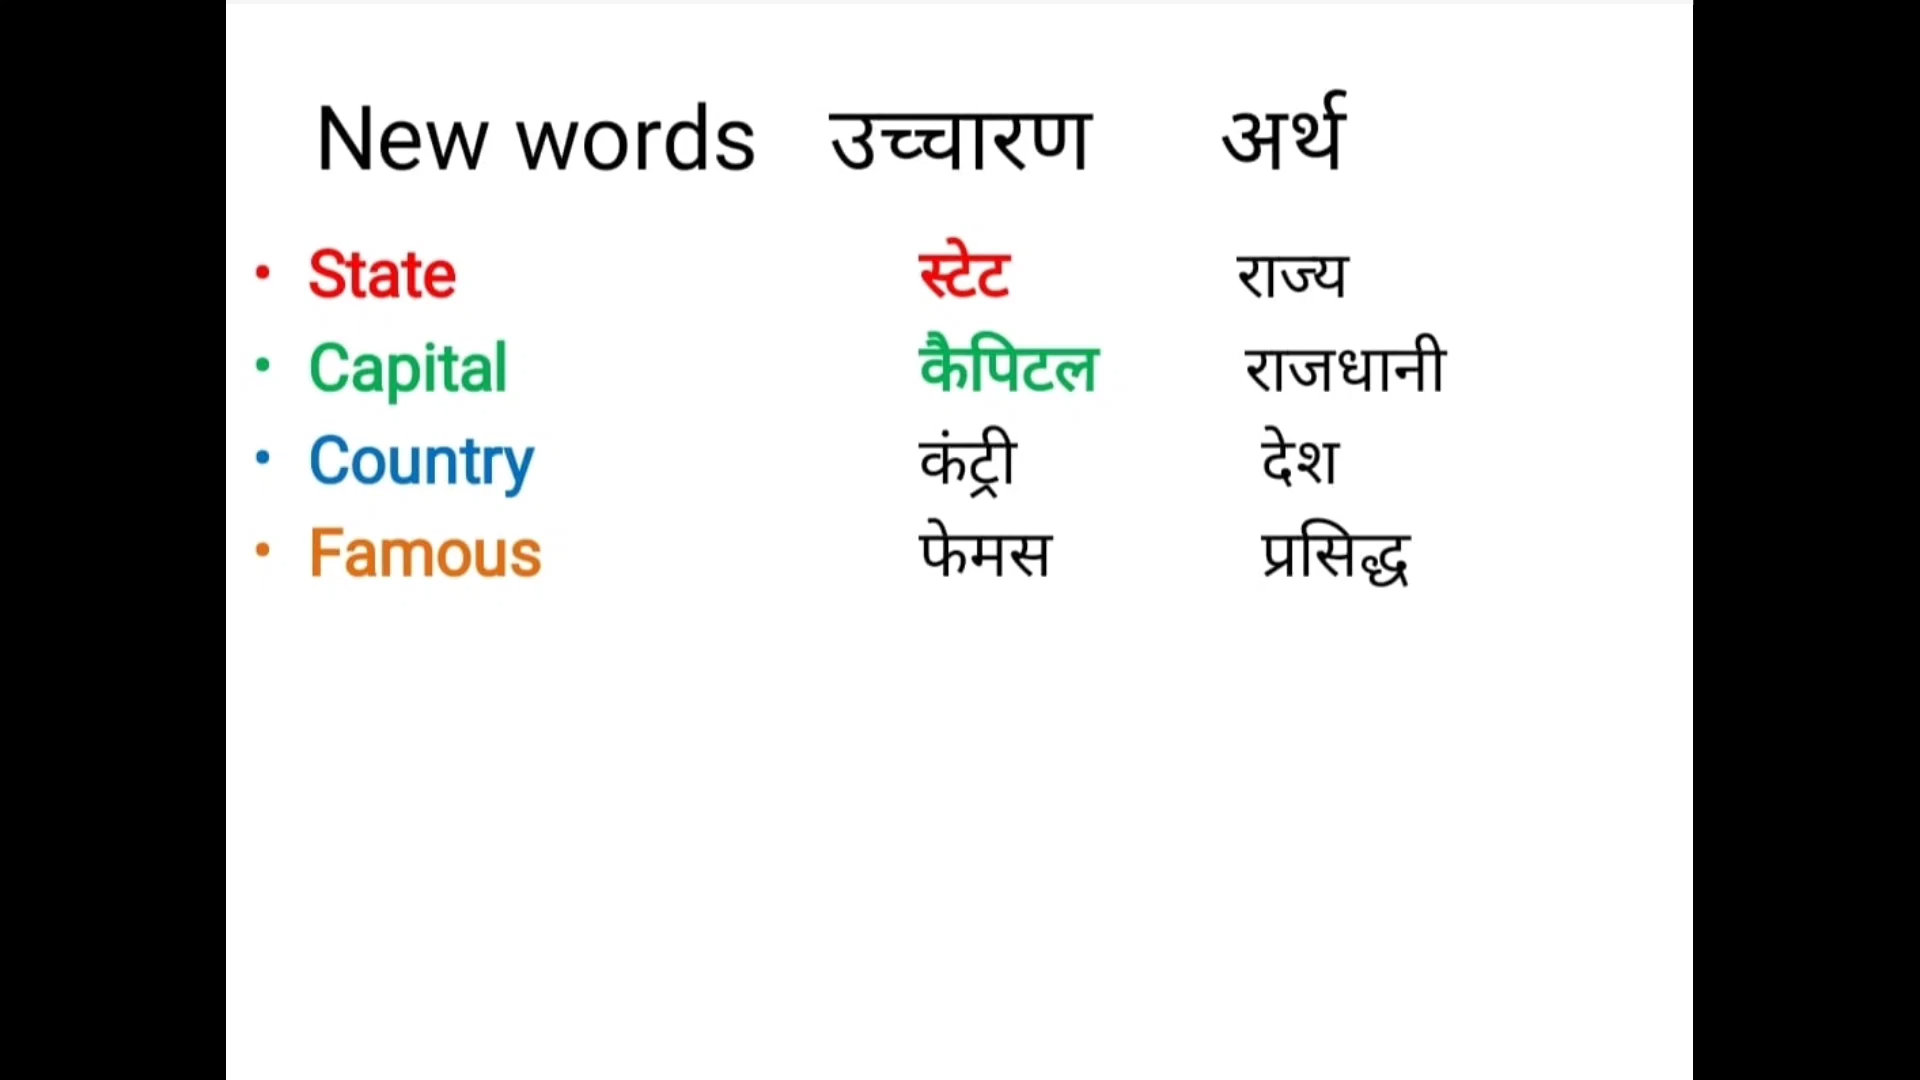 New words उच्चारण अर्थ
• State स्टेट राज्य
• Capital कैपिटल राजधानी
• Country कंट्री देश
• Famous फेमस प्रसिद्ध